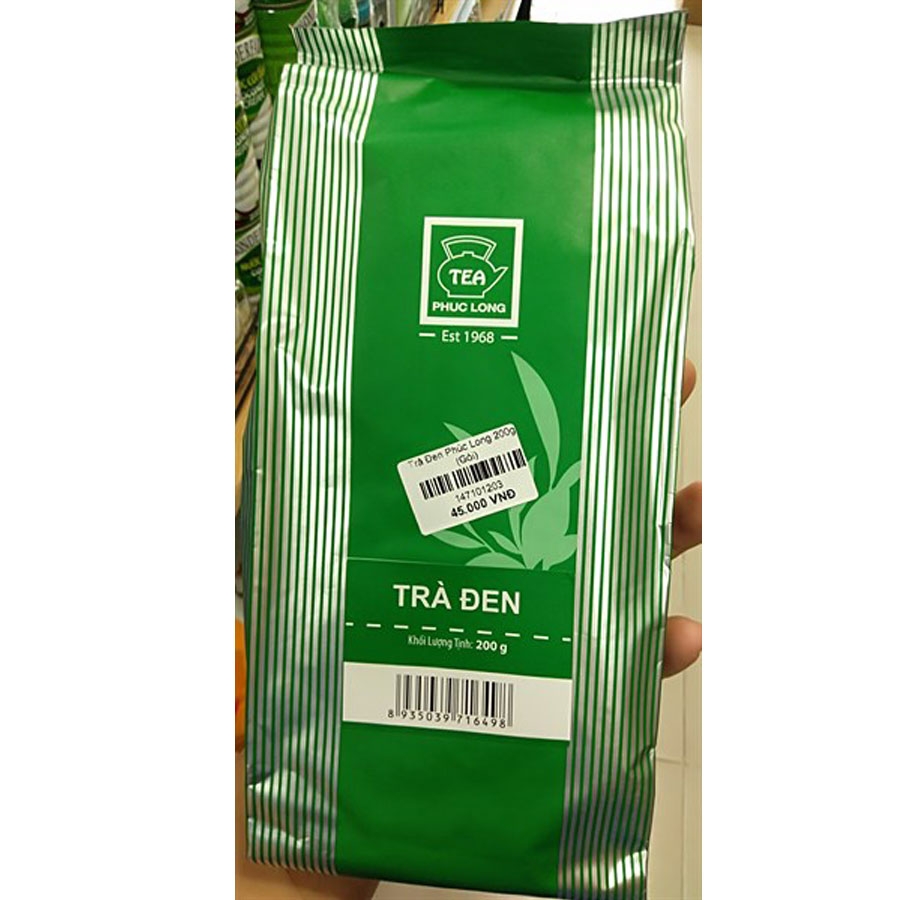 TEA
PHUC LONG
Est 1968
Trà Đen Phúc Long 200g
(Gói)
147101203
45.000 VNĐ
TRÀ ĐEN
Khối Lượng Tịnh: 200 g
8 935039 716498